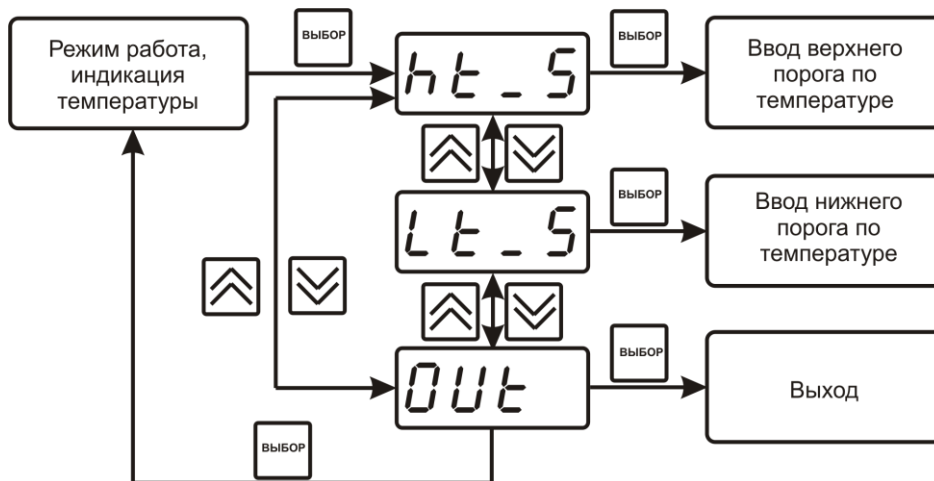 Режим работа,
индикация
температуры
ВЫБОР
ht_S
ВЫБОР
Ввод верхнего
порога по
температуре
Lt_S
ВЫБОР
Ввод нижнего
порога по
температуре
OUt
ВЫБОР
Выход
ВЫБОР